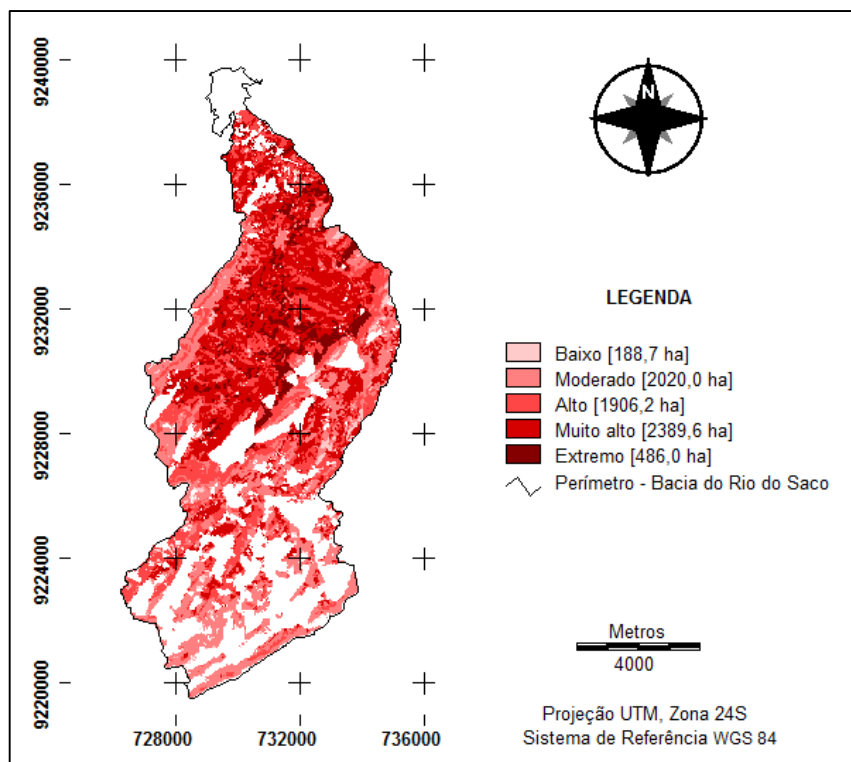 9240000
9236000
9232000
9228000
9224000
9220000
728000
732000
736000
N
LEGENDA
Baixo [188,7 ha]
Moderado [2020,0 ha]
Alto [1906,2 ha]
Muito alto [2389,6 ha]
Extremo [486,0 ha]
Perímetro - Bacia do Rio do Saco
Metros
4000
Projeção UTM, Zona 24S
Sistema de Referência WGS 84